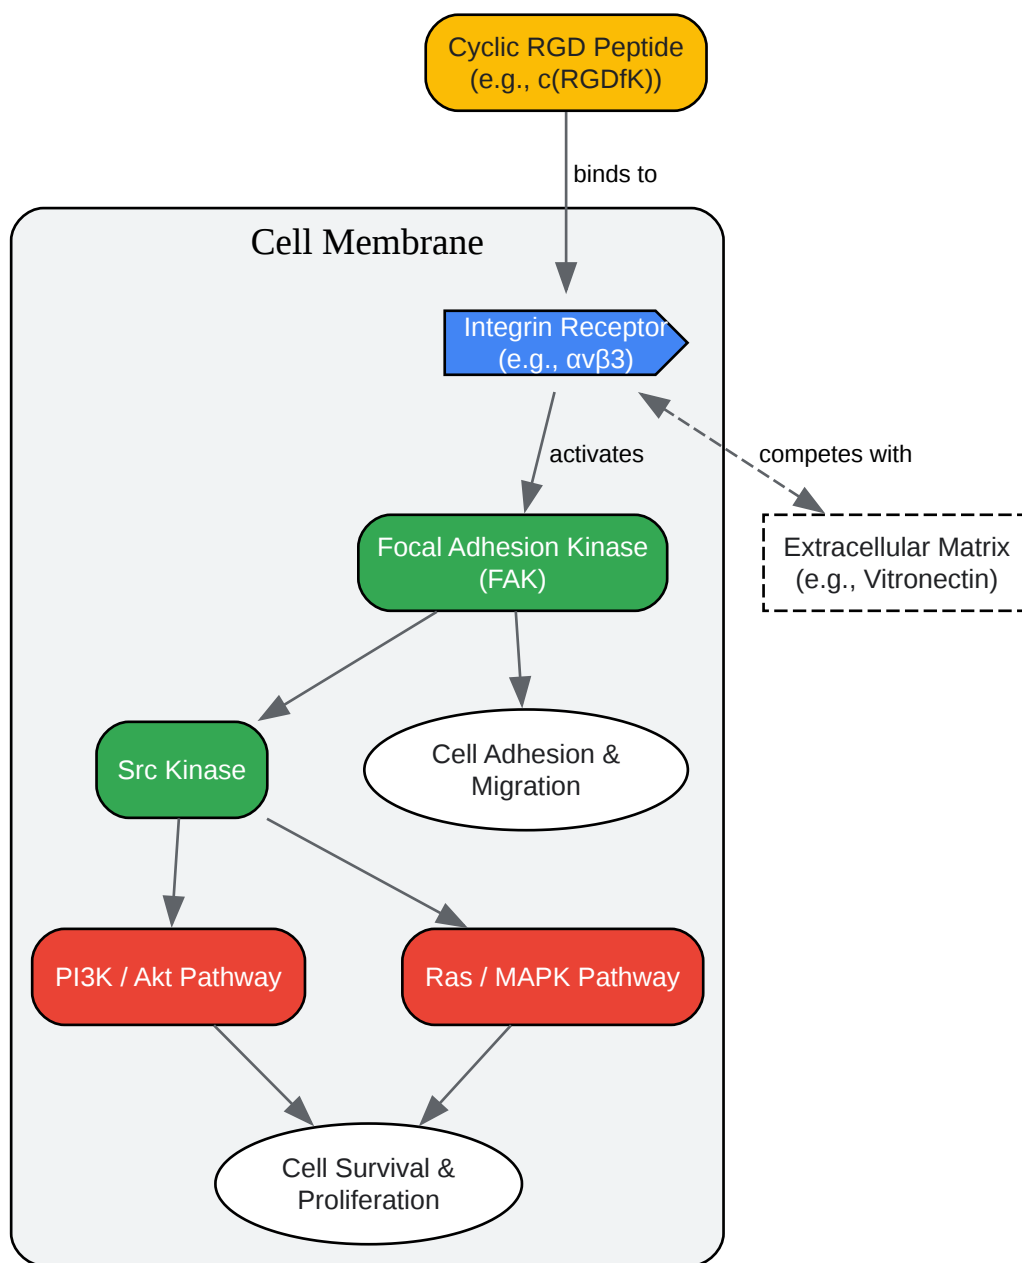 Cyclic RGD Peptide
(e.g., c(RGDfK))
binds to
Cell Membrane
Integrin Receptor
(e.g., αvβ3)
activates
competes with
Focal Adhesion Kinase
(FAK)
Extracellular Matrix
(e.g., Vitronectin)
Src Kinase
Cell Adhesion &
Migration
PI3K / Akt Pathway
Ras / MAPK Pathway
Cell Survival &
Proliferation